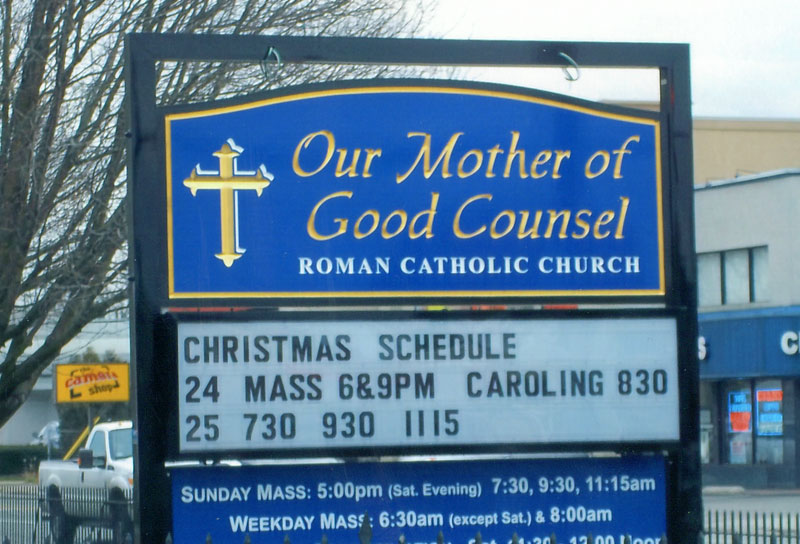 Our Mother of
Good Counsel
ROMAN CATHOLIC CHURCH
CHRISTMAS SCHEDULE
24 MASS 6&9PM CAROLING 830
25 730 930 1115
SUNDAY MASS: 5:00pm (Sat. Evening) 7:30, 9:30, 11:15am
WEEKDAY MASS: 6:30am (except Sat.) & 8:00am
the
camera
shop
S
C